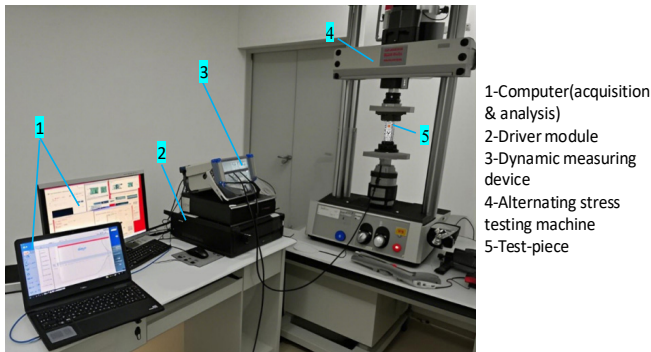 4
3
1
2
5
1-Computer(acquisition
& analysis)
2-Driver module
3-Dynamic measuring
device
4-Alternating stress
testing machine
5-Test-piece